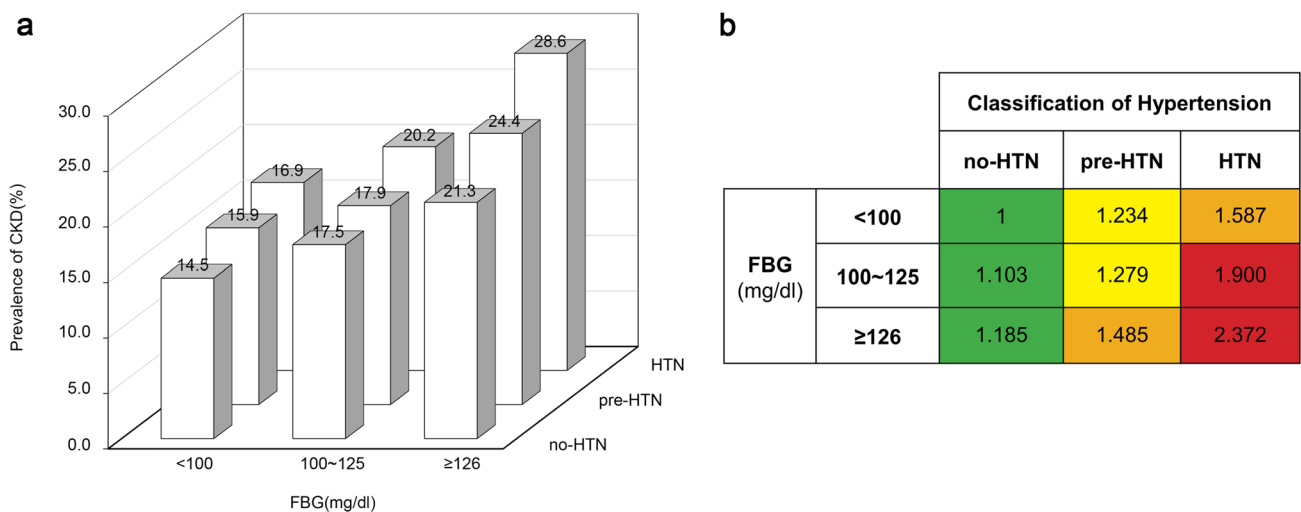 a
Prevalence of CKD(%)
30.0
25.0
20.0
15.0
10.0
5.0
0.0
28.6
20.2
24.4
16.9
17.9
21.3
15.9
17.5
14.5
HTN
pre-HTN
no-HTN
<100 100~125 ≥126
FBG(mg/dl)
b
Classification of Hypertension
no-HTN pre-HTN HTN
FBG
(mg/dl)
<100 1 1.234 1.587
100~125 1.103 1.279 1.900
≥126 1.185 1.485 2.372